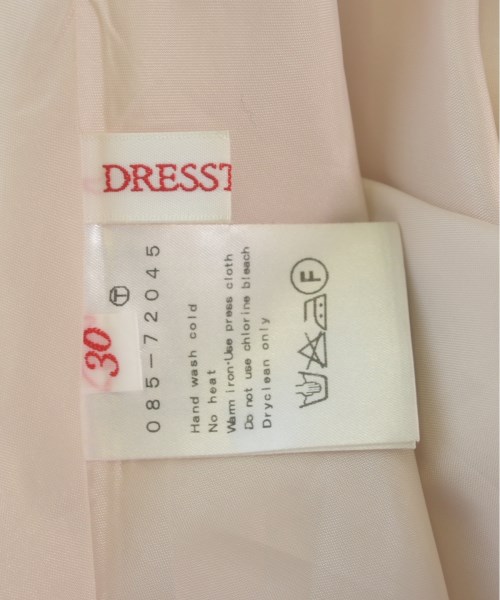 DRESST
30
T
085-72045
Hand wash cold
No heat
Warm iron·Use press cloth
Do not use chlorine bleach
Dryclean only
F